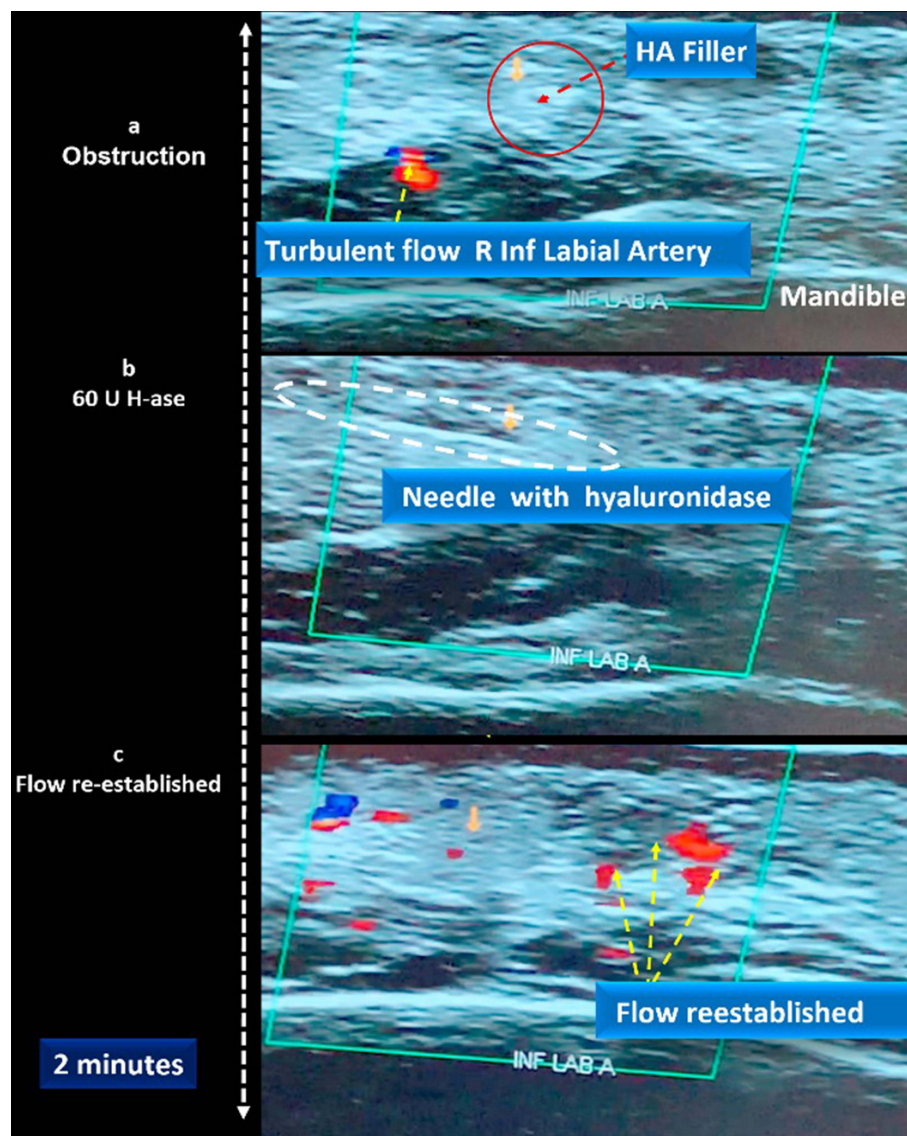 HA Filler
a
Obstruction
Turbulent flow R Inf Labial Artery
INF LAB A
Mandible
b
60 U H-ase
Needle with hyaluronidase
INF LAB A
c
Flow re-established
Flow reestablished
2 minutes
INF LAB A